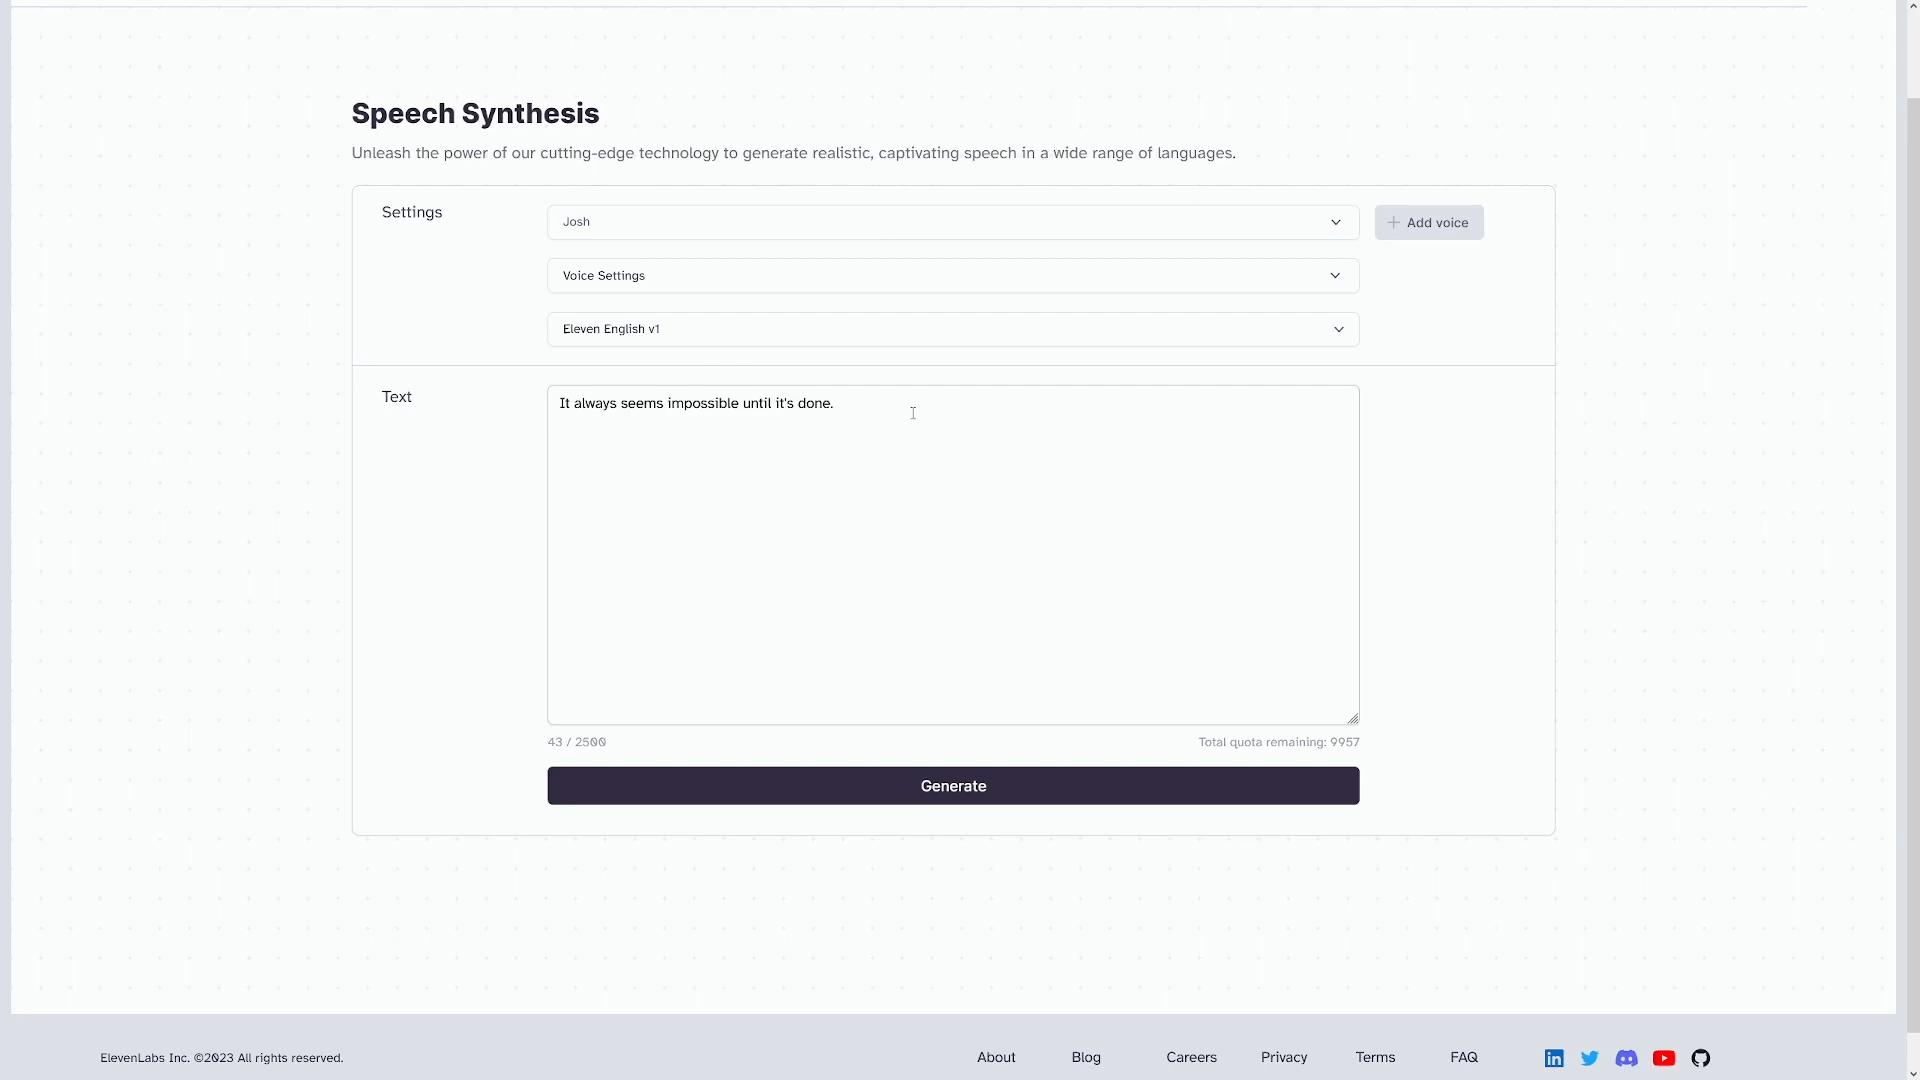 Speech Synthesis
Unleash the power of our cutting-edge technology to generate realistic, captivating speech in a wide range of languages.
Settings
Josh
Add voice
Voice Settings
Eleven English v1
Text
It always seems impossible until it's done.
43 / 2500
Total quota remaining: 9957
Generate
ElevenLabs Inc. ©2023 All rights reserved.
About
Blog
Careers
Privacy
Terms
FAQ
in